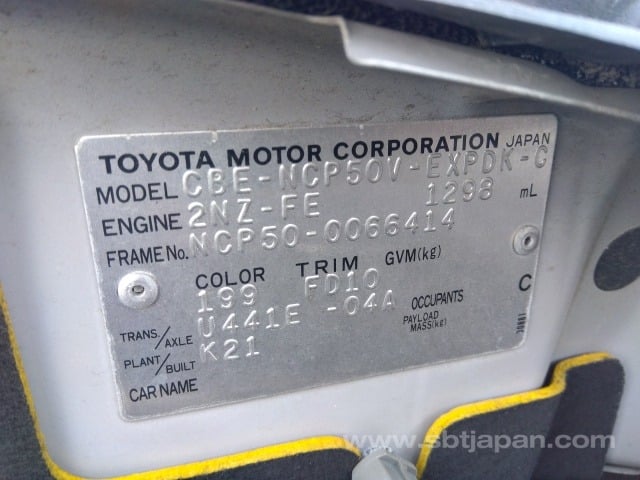 TOYOTA MOTOR CORPORATION JAPAN
MODEL CBE-NCP50V-EXPDK-G
ENGINE 2NZ-FE 1298 mL
FRAME No. NCP50-0066414
COLOR TRIM GVM(kg)
199 FD10
TRANS./AXLE U441E -04A OCCUPANTS C
PAYLOAD MASS(kg)
PLANT/BUILT K21
CAR NAME
www.sbtjapan.com